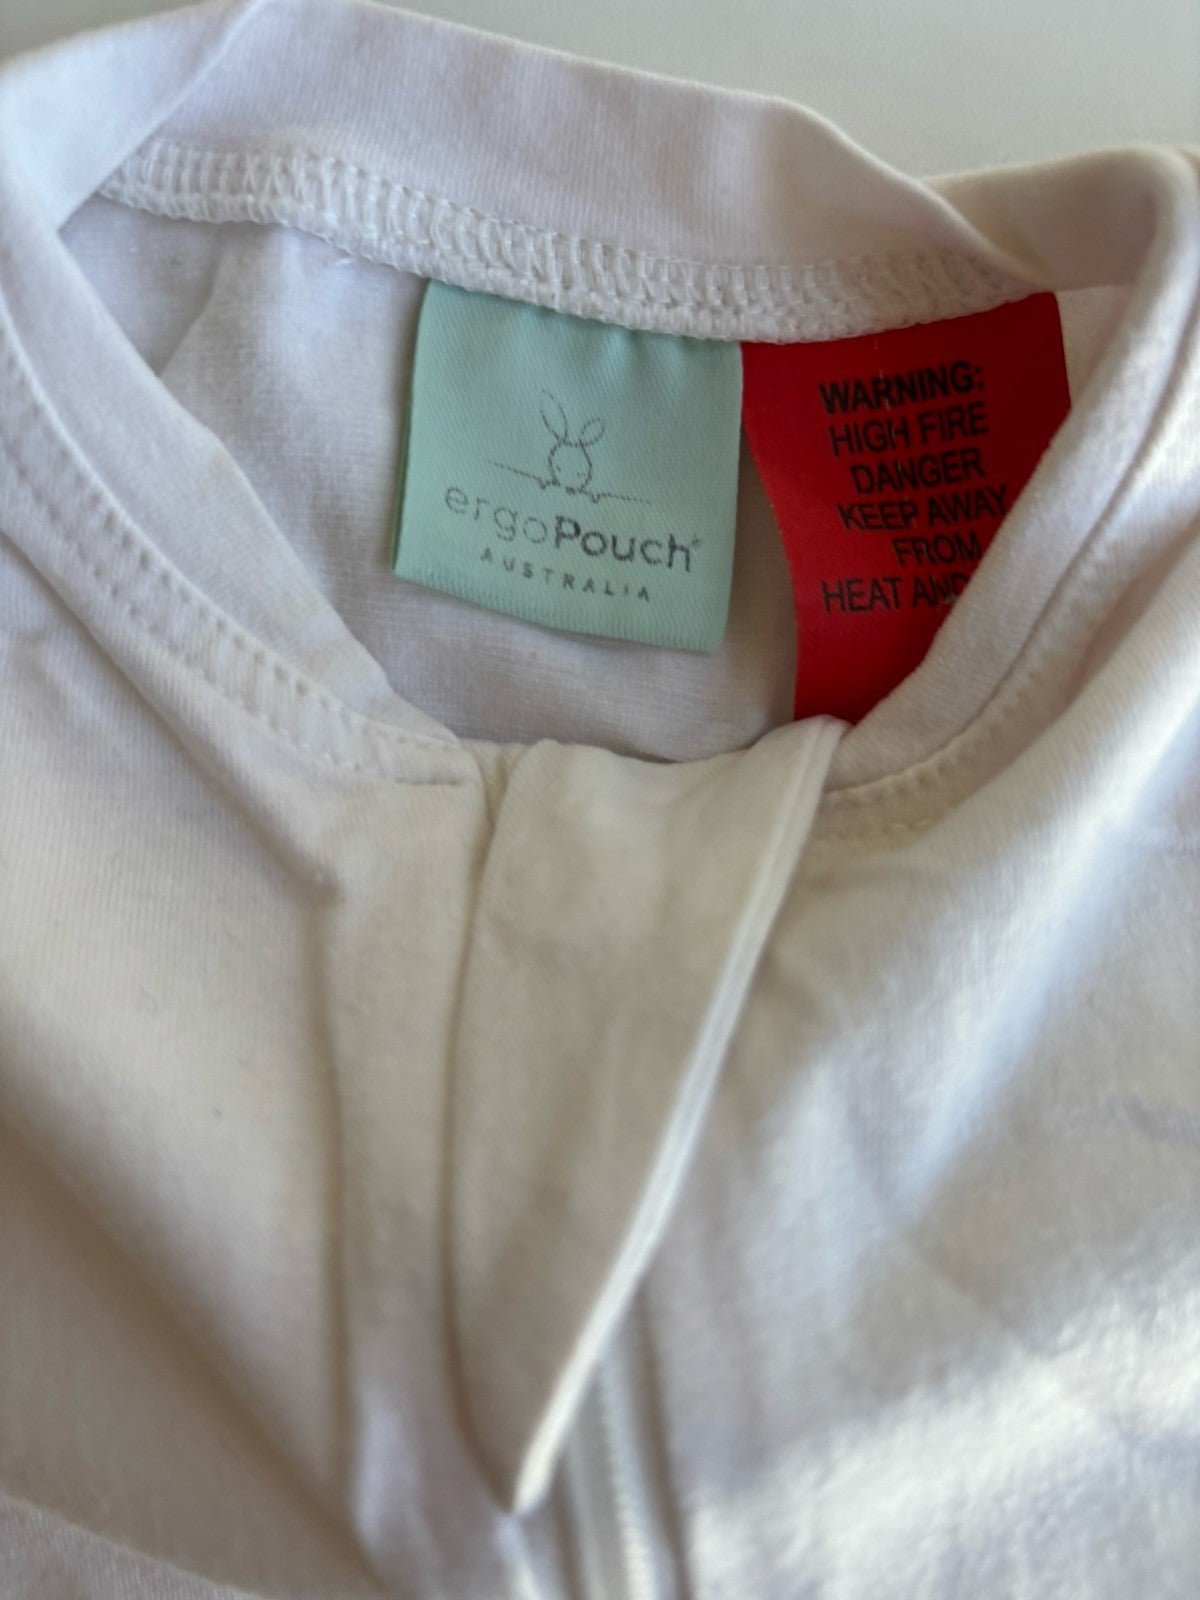 ergoPouch®
AUSTRALIA
WARNING:
HIGH FIRE
DANGER
KEEP AWAY
FROM
HEAT AND